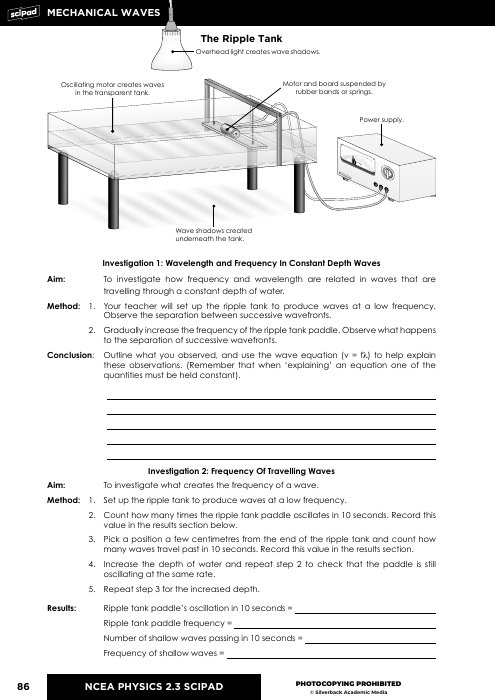 scipad MECHANICAL WAVES
The Ripple Tank
Overhead light creates wave shadows.
Oscillating motor creates waves
in the transparent tank.
Motor and board suspended by
rubber bands or springs.
Power supply.
Wave shadows created
underneath the tank.
Investigation 1: Wavelength and Frequency In Constant Depth Waves
Aim: To investigate how frequency and wavelength are related in waves that are
travelling through a constant depth of water.
Method: 1. Your teacher will set up the ripple tank to produce waves at a low frequency.
Observe the separation between successive wavefronts.
2. Gradually increase the frequency of the ripple tank paddle. Observe what happens
to the separation of successive wavefronts.
Conclusion: Outline what you observed, and use the wave equation (v = fλ) to help explain
these observations. (Remember that when 'explaining' an equation one of the
quantities must be held constant).
Investigation 2: Frequency Of Travelling Waves
Aim: To investigate what creates the frequency of a wave.
Method: 1. Set up the ripple tank to produce waves at a low frequency.
2. Count how many times the ripple tank paddle oscillates in 10 seconds. Record this
value in the results section below.
3. Pick a position a few centimetres from the end of the ripple tank and count how
many waves travel past in 10 seconds. Record this value in the results section.
4. Increase the depth of water and repeat step 2 to check that the paddle is still
oscillating at the same rate.
5. Repeat step 3 for the increased depth.
Results: Ripple tank paddle's oscillation in 10 seconds =
Ripple tank paddle frequency =
Number of shallow waves passing in 10 seconds =
Frequency of shallow waves =
86 NCEA PHYSICS 2.3 SCIPAD PHOTOCOPYING PROHIBITED
© Silverback Academic Media